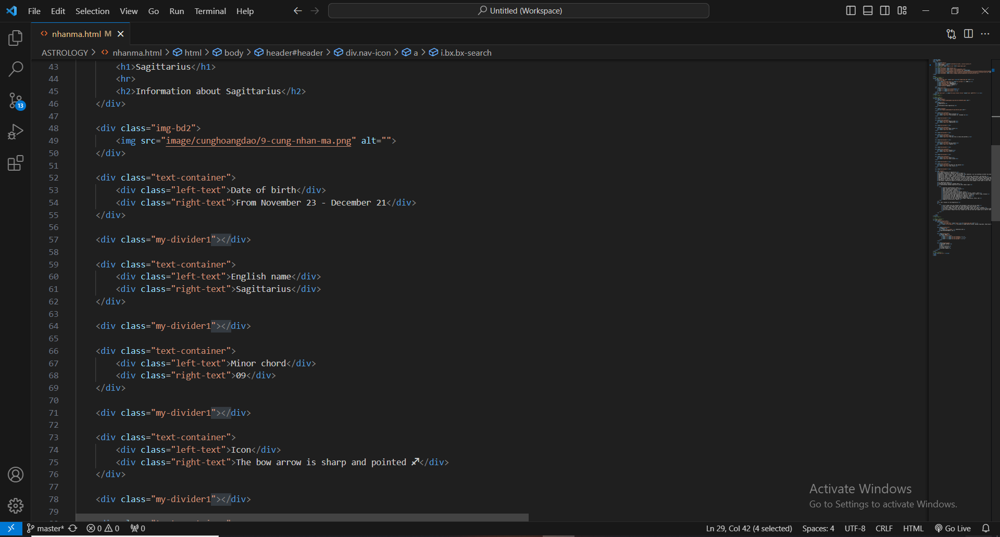 File Edit Selection View Go Run Terminal Help Untitled (Workspace)
nhanma.html M
ASTROLOGY > nhanma.html > html > body > header#header > div.nav-icon > a > i.bx.bx-search
43 <h1>Sagittarius</h1>
44 <hr>
45 <h2>Information about Sagittarius</h2>
46 </div>
47
48 <div class="img-bd2">
49 <img src="image/cunghoangdao/9-cung-nhan-ma.png" alt="">
50 </div>
51
52 <div class="text-container">
53 <div class="left-text">Date of birth</div>
54 <div class="right-text">From November 23 - December 21</div>
55 </div>
56
57 <div class="my-divider1"></div>
58
59 <div class="text-container">
60 <div class="left-text">English name</div>
61 <div class="right-text">Sagittarius</div>
62 </div>
63
64 <div class="my-divider1"></div>
65
66 <div class="text-container">
67 <div class="left-text">Minor chord</div>
68 <div class="right-text">09</div>
69 </div>
70
71 <div class="my-divider1"></div>
72
73 <div class="text-container">
74 <div class="left-text">Icon</div>
75 <div class="right-text">The bow arrow is sharp and pointed ♐</div>
76 </div>
77
78 <div class="my-divider1"></div>
79
13
Activate Windows
Go to Settings to activate Windows.
master* 0 0 0 Ln 29, Col 42 (4 selected) Spaces: 4 UTF-8 CRLF HTML Go Live